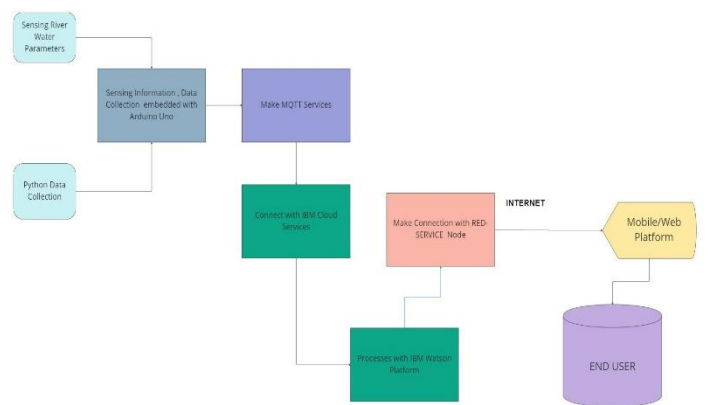 Sensing River
Water
Parameters
Sensing Information , Data
Collection embedded with
Arduino Uno
Make MQTT Services
Python Data
Collection
Connect with IBM Cloud
Services
Make Connection with RED-
SERVICE Node
INTERNET
Mobile/Web
Platform
Processes with IBM Watson
Platform
END USER